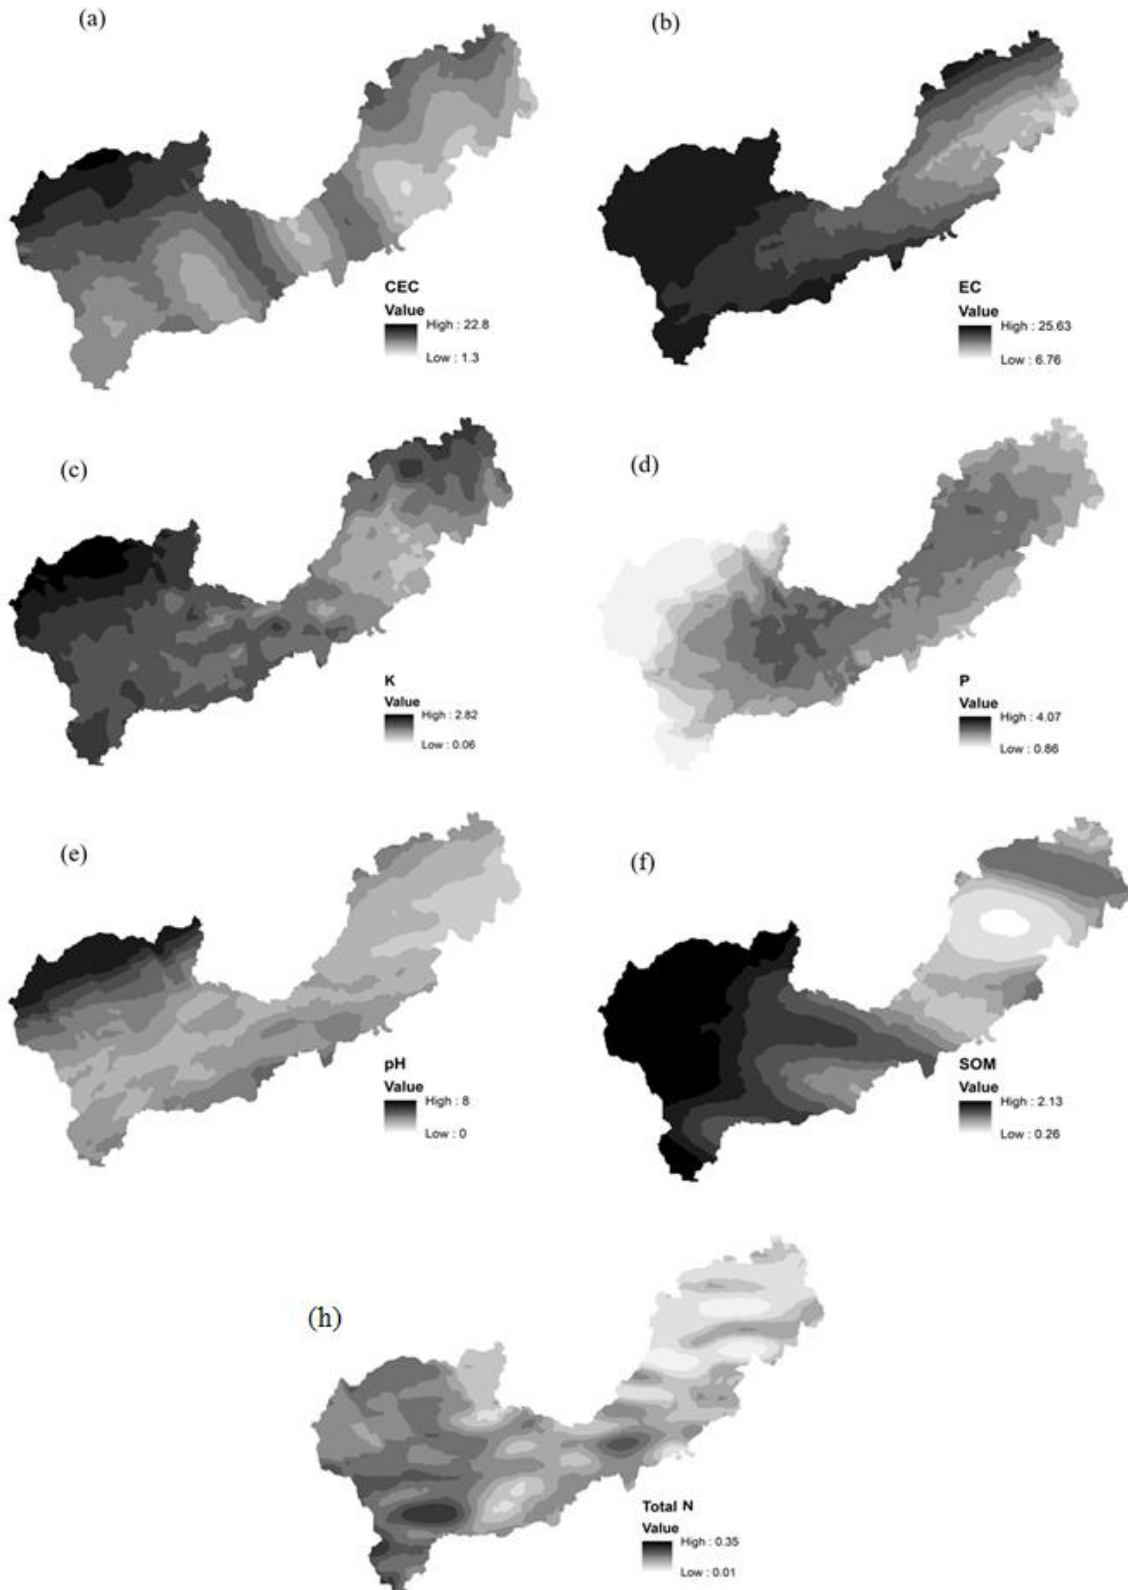 (a)
CEC
Value
High : 22.8
Low : 1.3
(b)
EC
Value
High : 25.63
Low : 6.76
(c)
K
Value
High : 2.82
Low : 0.06
(d)
P
Value
High : 4.07
Low : 0.86
(e)
pH
Value
High : 8
Low : 0
(f)
SOM
Value
High : 2.13
Low : 0.26
(h)
Total N
Value
High : 0.35
Low : 0.01